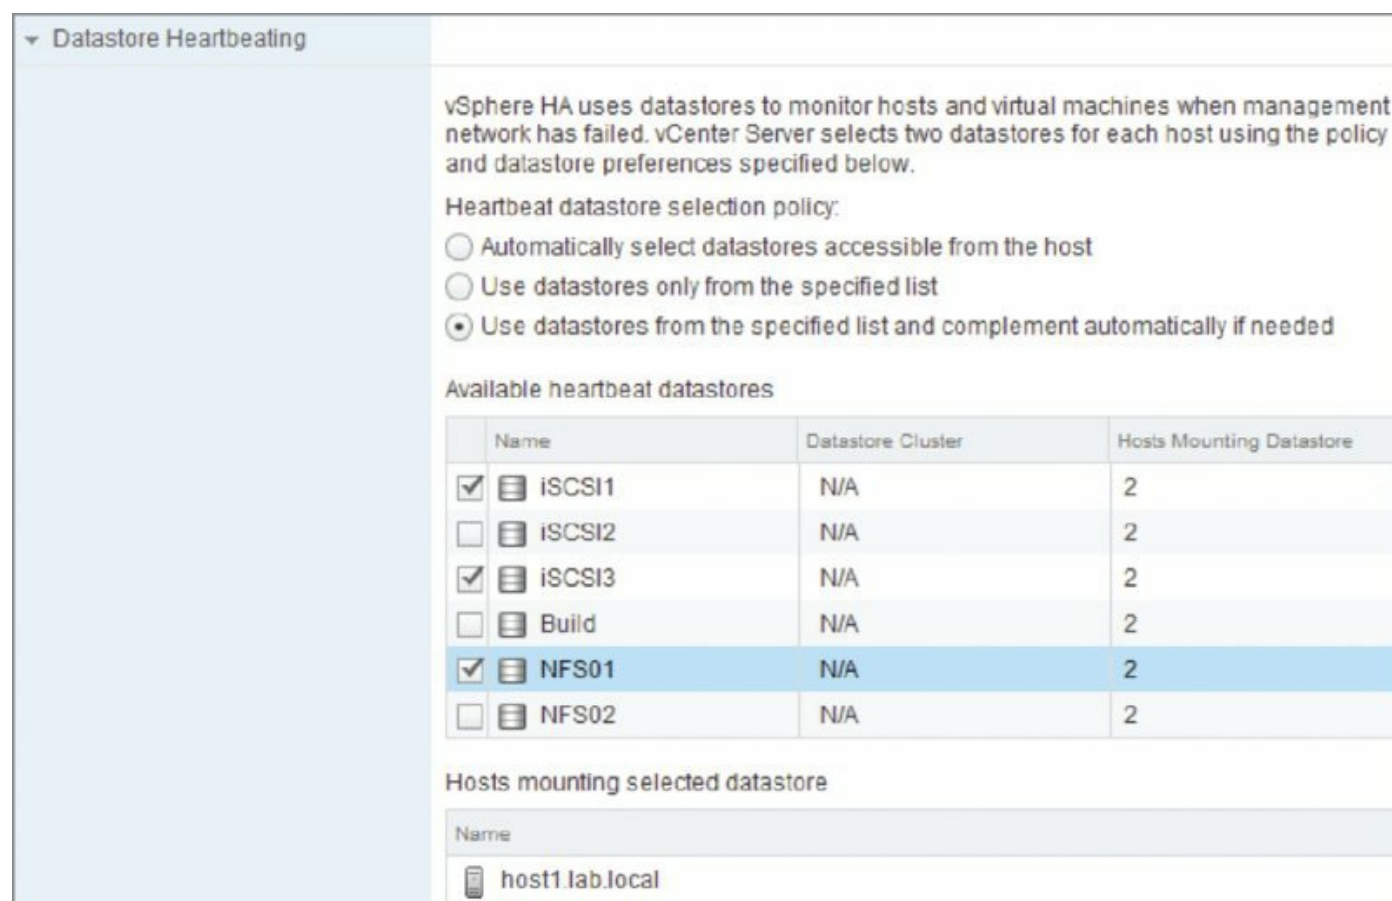 Datastore Heartbeating
vSphere HA uses datastores to monitor hosts and virtual machines when management
network has failed. vCenter Server selects two datastores for each host using the policy
and datastore preferences specified below.
Heartbeat datastore selection policy:
Automatically select datastores accessible from the host
Use datastores only from the specified list
Use datastores from the specified list and complement automatically if needed
Available heartbeat datastores
Name Datastore Cluster Hosts Mounting Datastore
iSCSI1 N/A 2
iSCSI2 N/A 2
iSCSI3 N/A 2
Build N/A 2
NFS01 N/A 2
NFS02 N/A 2
Hosts mounting selected datastore
Name
host1.lab.local